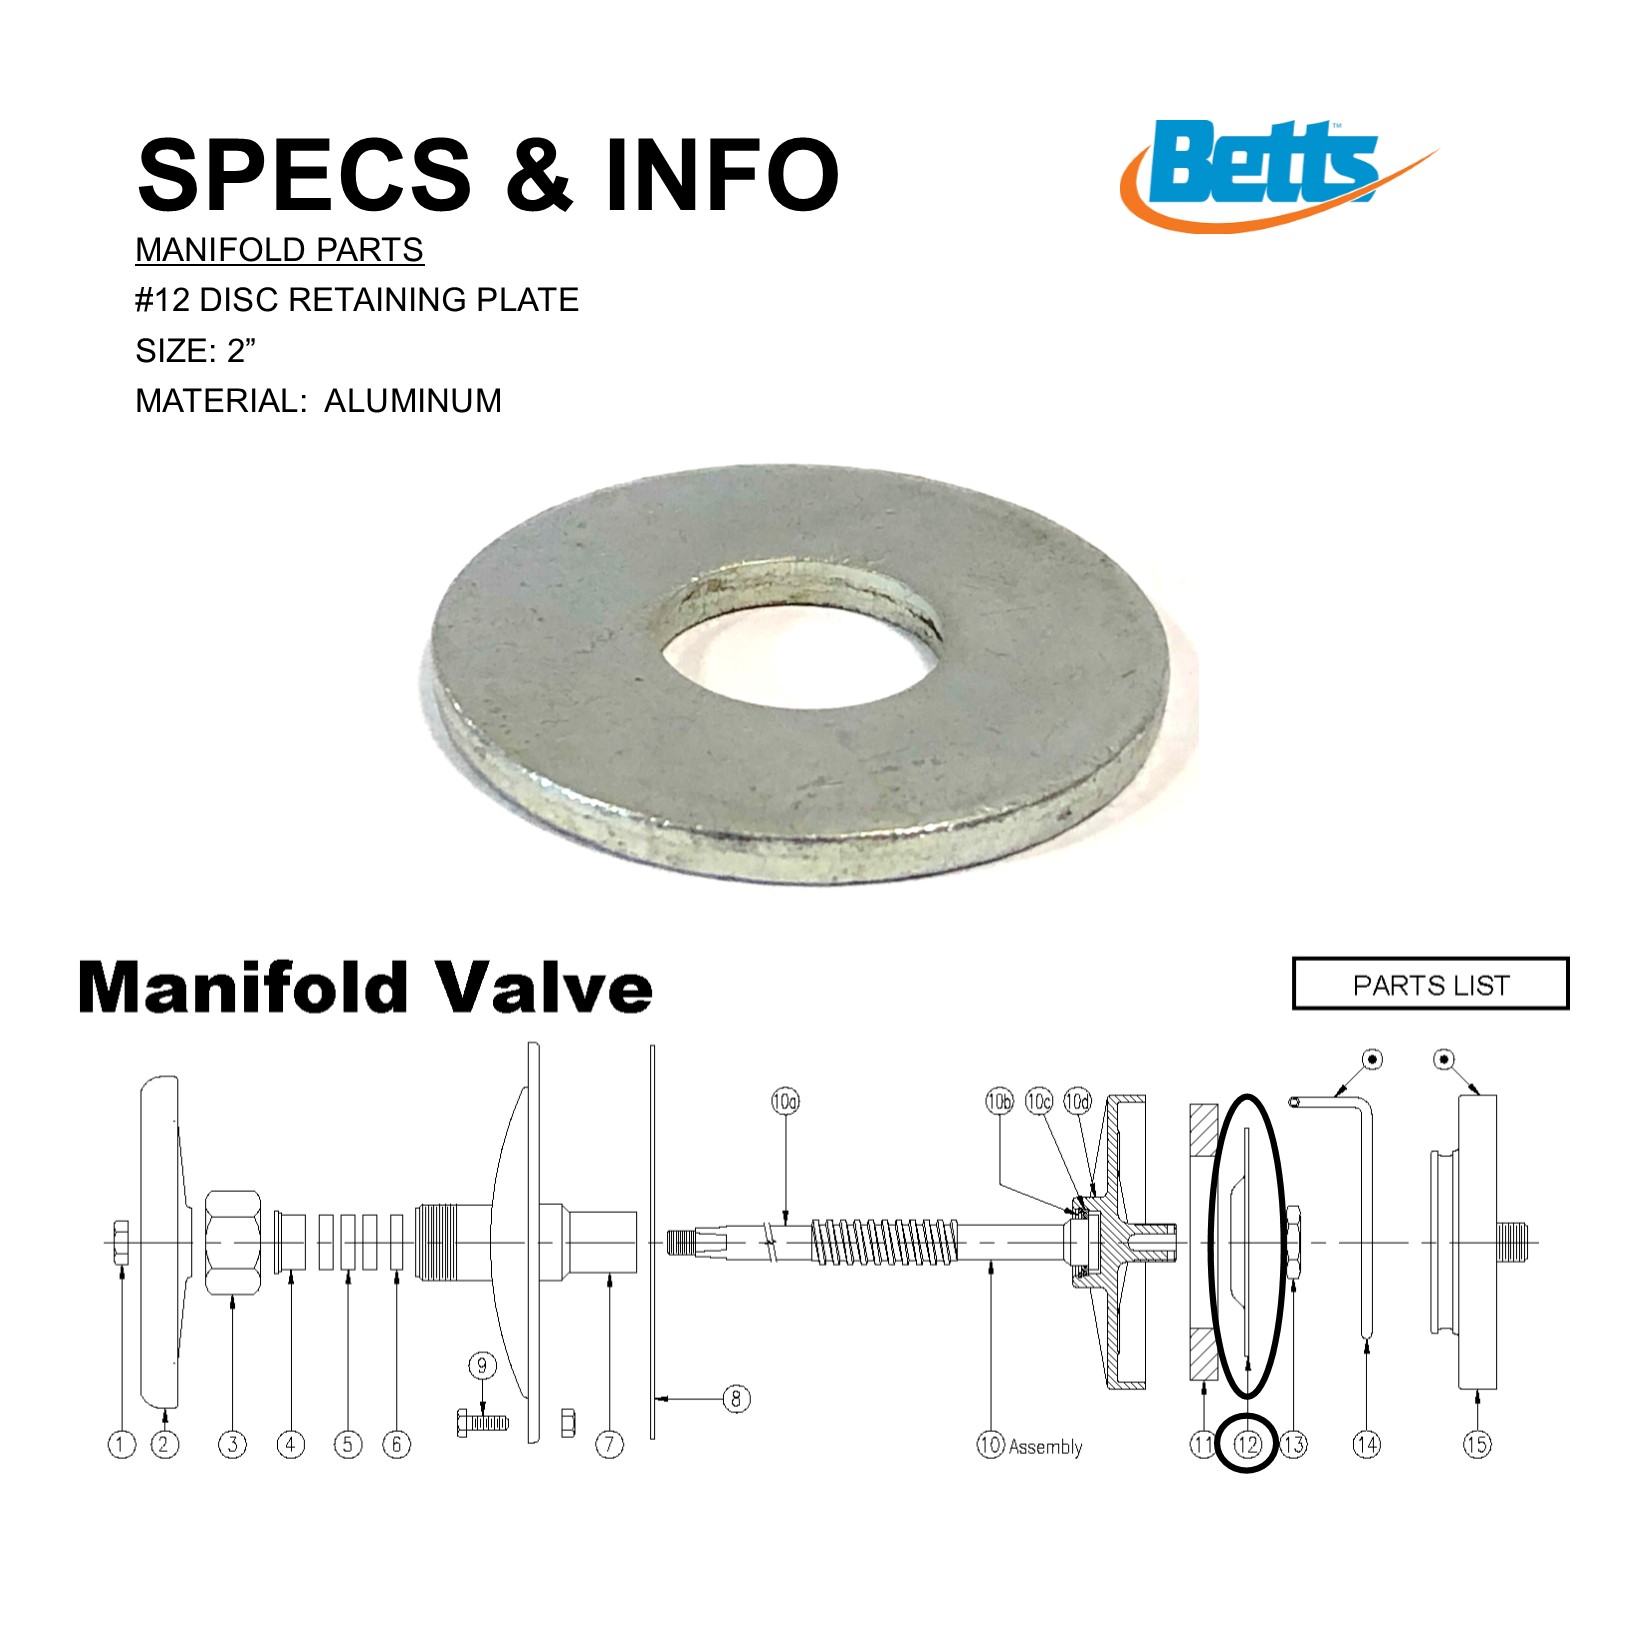 SPECS & INFO
Betts™
MANIFOLD PARTS
#12 DISC RETAINING PLATE
SIZE: 2”
MATERIAL: ALUMINUM
Manifold Valve
PARTS LIST
10a
10b
10c
10d
9
8
1
2
3
4
5
6
7
10 Assembly
11
12
13
14
15